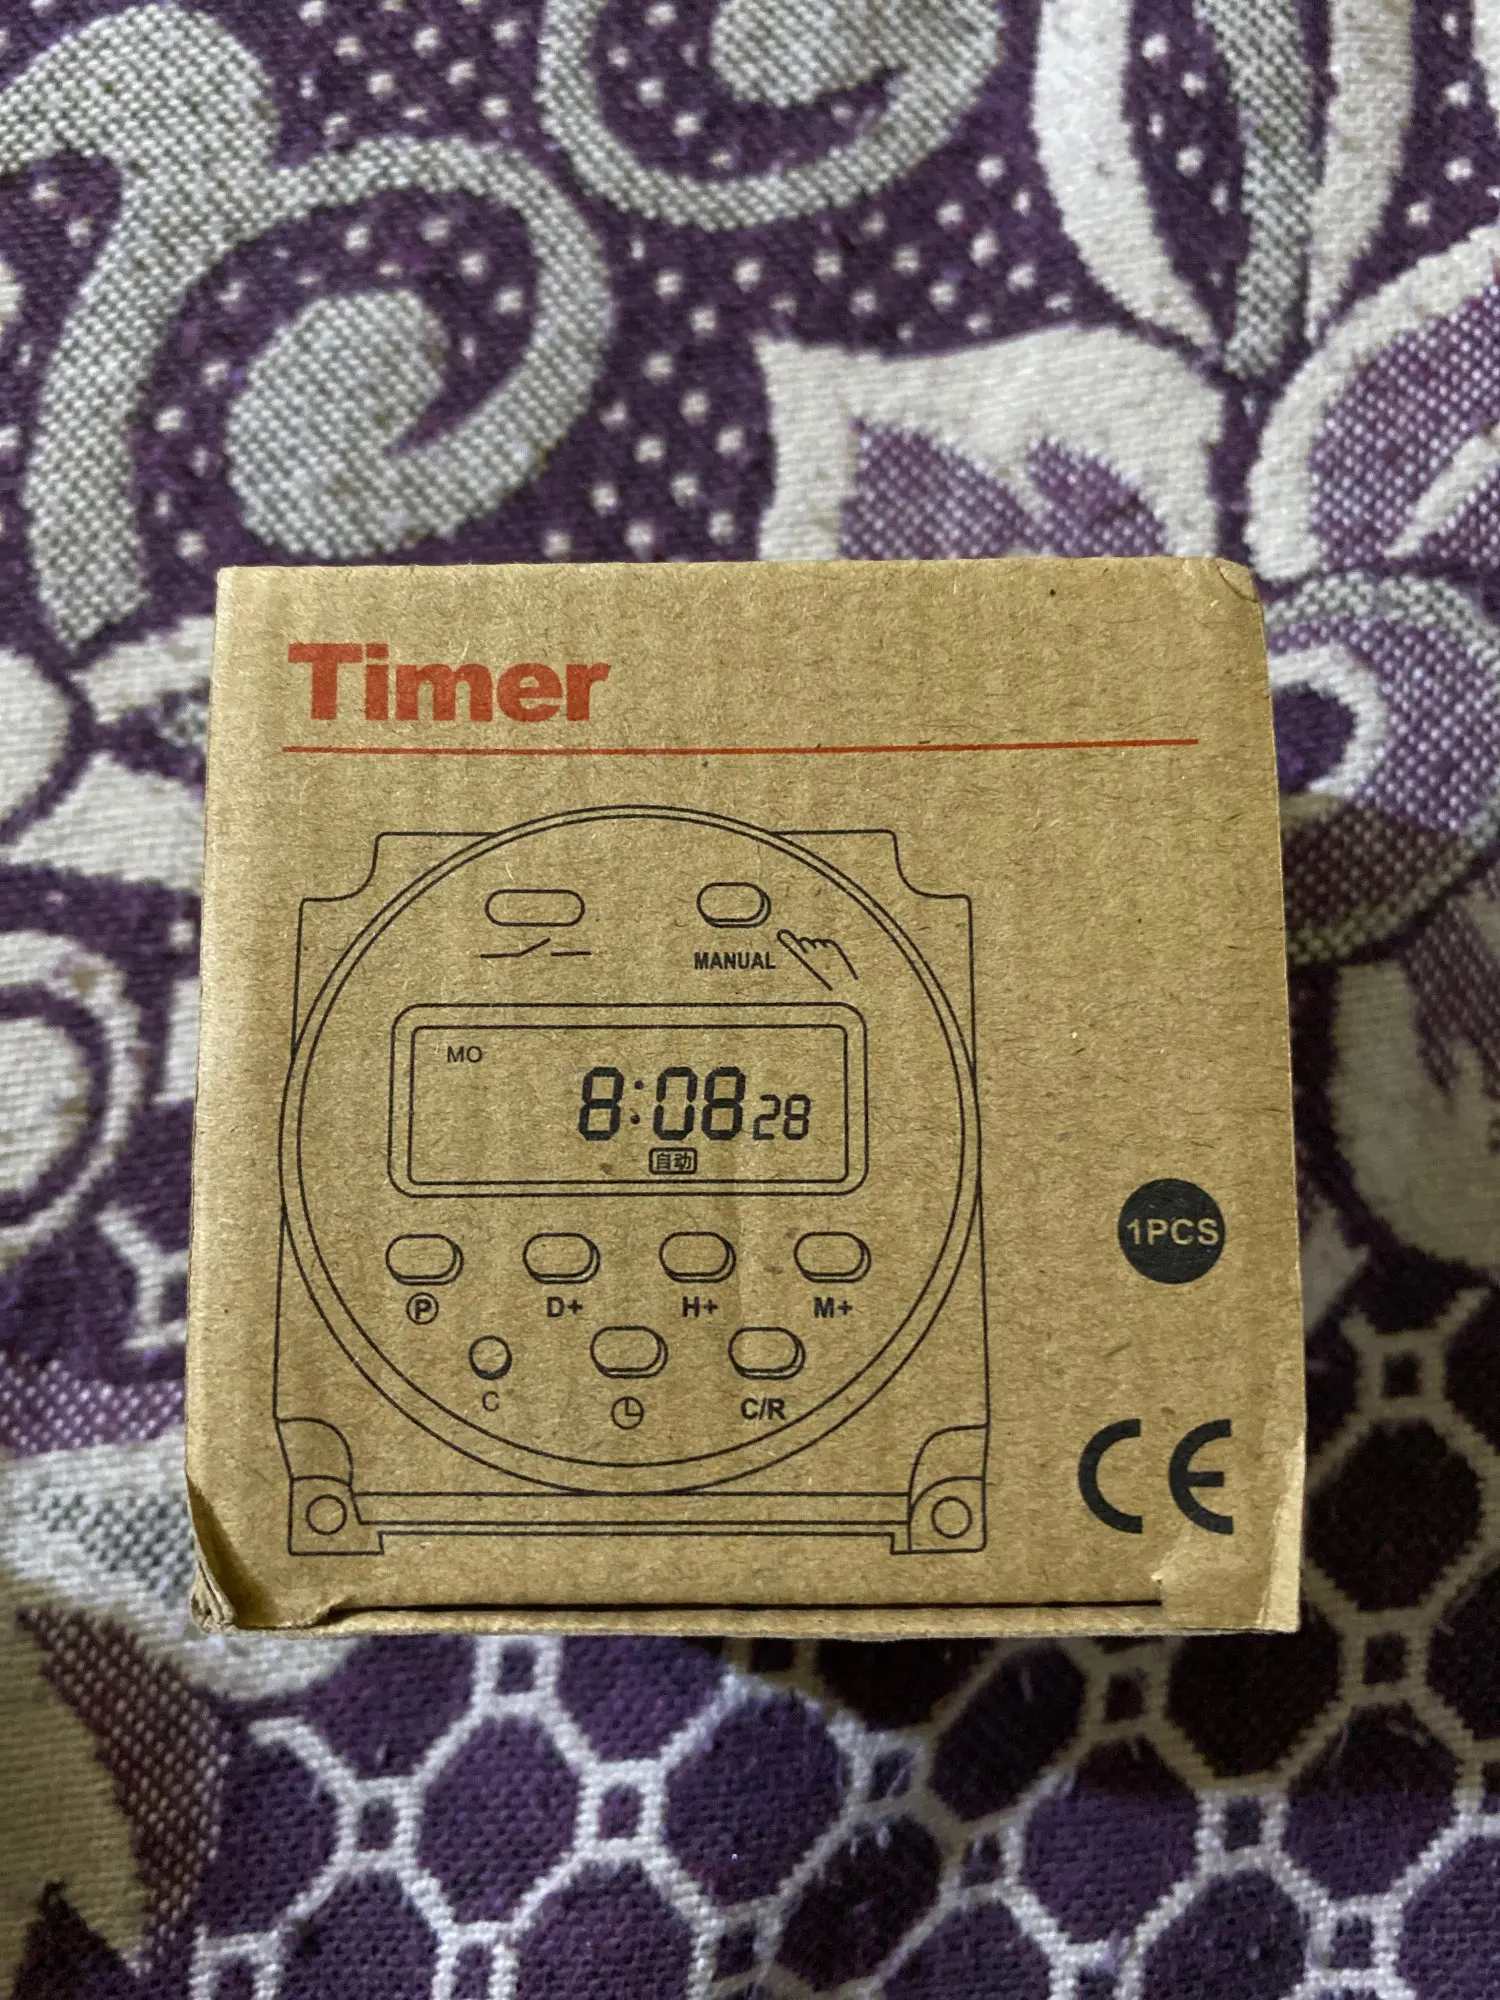 Timer
MANUAL
MO
8:08 28
自动
1PCS
P D+ H+ M+
C C/R
CE